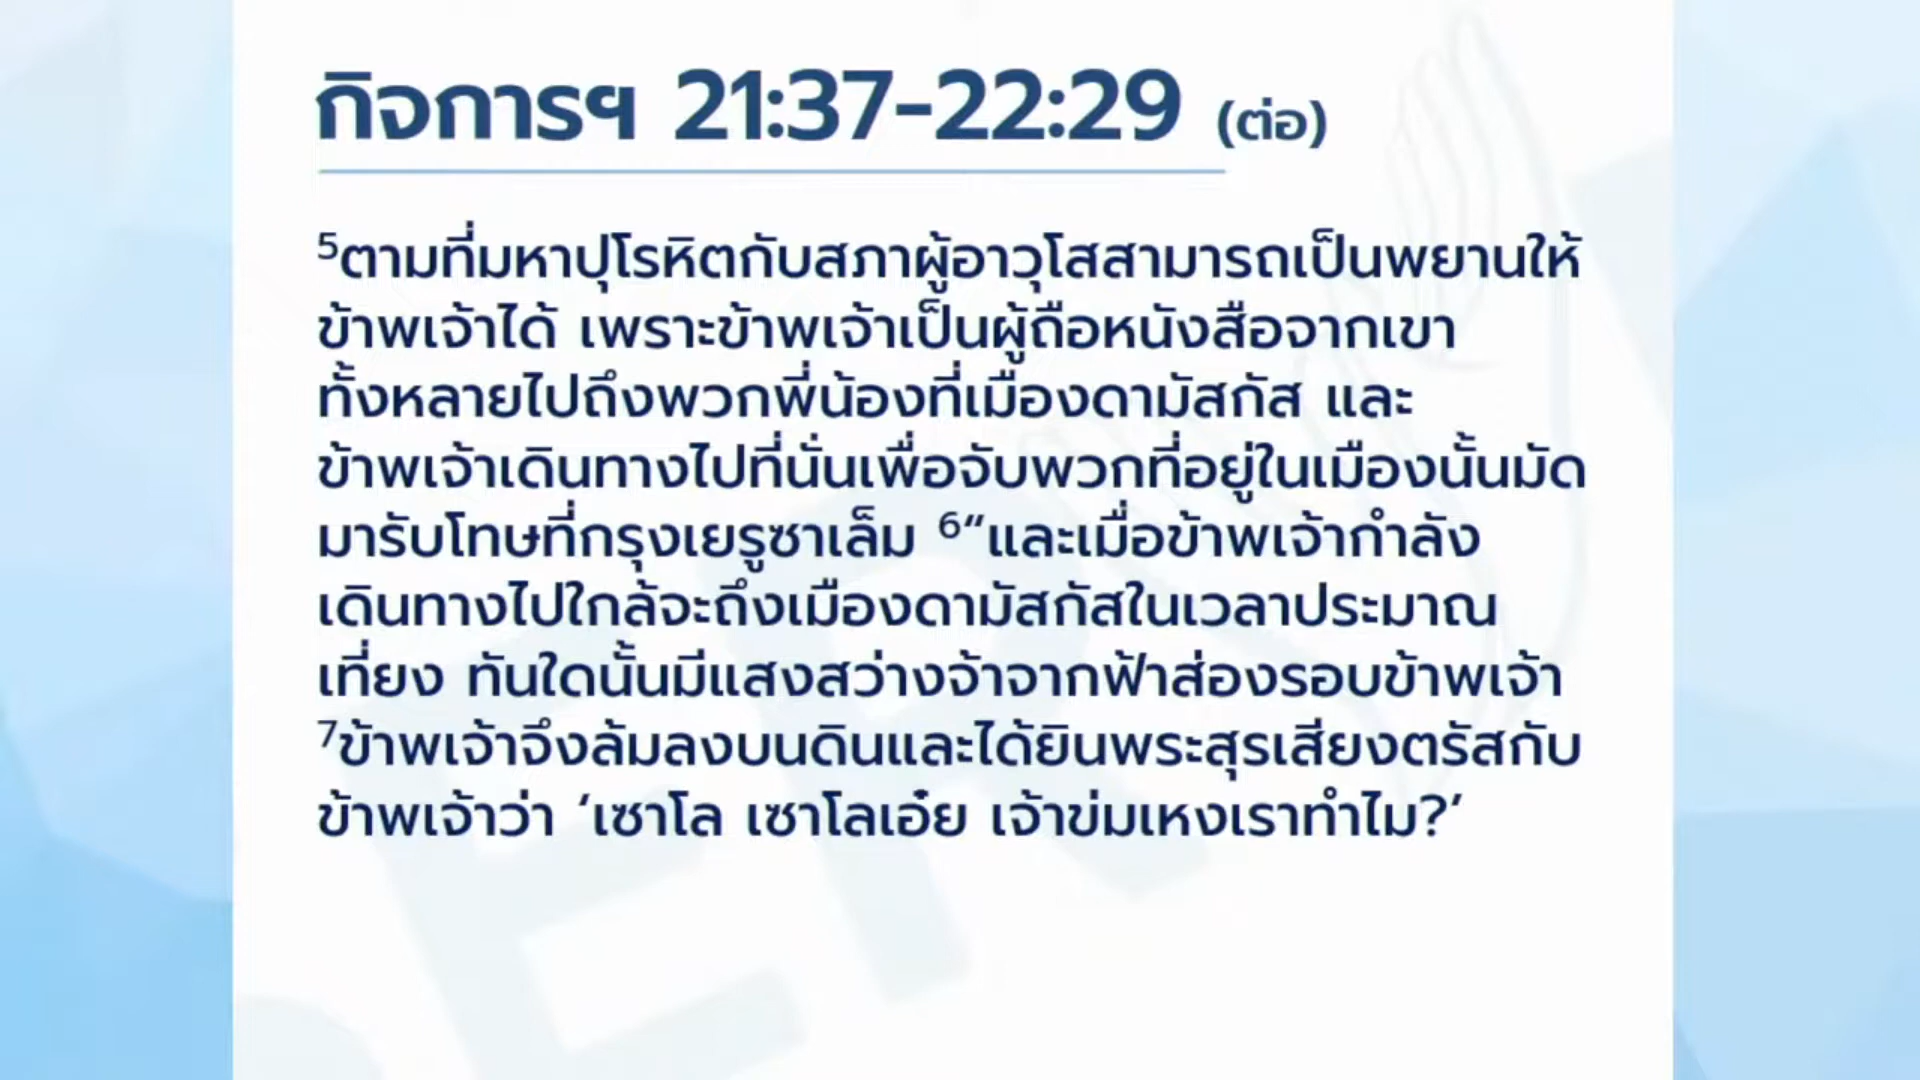 กิจการฯ 21:37-22:29 (ต่อ)
⁵ตามที่มหาปุโรหิตกับสภาผู้อาวุโสสามารถเป็นพยานให้
ข้าพเจ้าได้ เพราะข้าพเจ้าเป็นผู้ถือหนังสือจากเขา
ทั้งหลายไปถึงพวกพี่น้องที่เมืองดามัสกัส และ
ข้าพเจ้าเดินทางไปที่นั่นเพื่อจับพวกที่อยู่ในเมืองนั้นมัด
มารับโทษที่กรุงเยรูซาเล็ม ⁶“และเมื่อข้าพเจ้ากำลัง
เดินทางไปใกล้จะถึงเมืองดามัสกัสในเวลาประมาณ
เที่ยง ทันใดนั้นมีแสงสว่างจ้าจากฟ้าส่องรอบข้าพเจ้า
⁷ข้าพเจ้าจึงล้มลงบนดินและได้ยินพระสุรเสียงตรัสกับ
ข้าพเจ้าว่า ‘เซาโล เซาโลเอ๋ย เจ้าข่มเหงเราทำไม?’